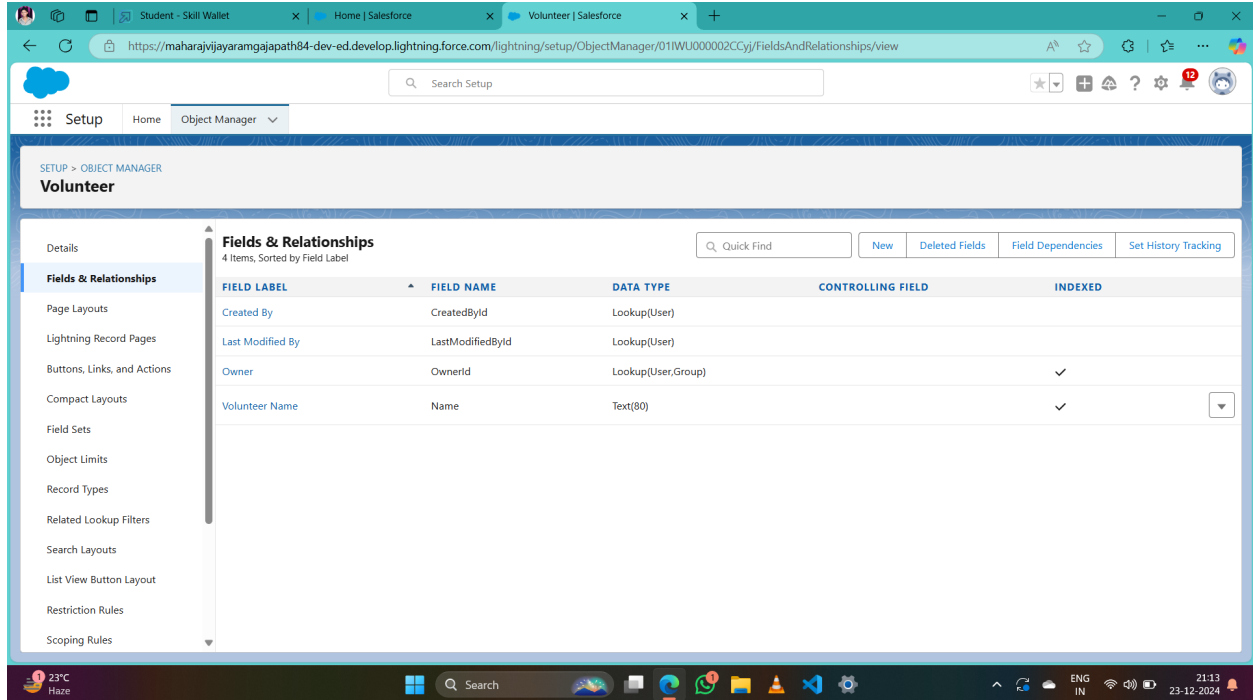 Student - Skill Wallet
Home | Salesforce
Volunteer | Salesforce
https://maharajvijayaramgajapath84-dev-ed.develop.lightning.force.com/lightning/setup/ObjectManager/01IWU000002CCyj/FieldsAndRelationships/view
Search Setup
12
Setup
Home
Object Manager
SETUP > OBJECT MANAGER
Volunteer
Details
Fields & Relationships
Page Layouts
Lightning Record Pages
Buttons, Links, and Actions
Compact Layouts
Field Sets
Object Limits
Record Types
Related Lookup Filters
Search Layouts
List View Button Layout
Restriction Rules
Scoping Rules
Fields & Relationships
4 Items, Sorted by Field Label
Quick Find
New
Deleted Fields
Field Dependencies
Set History Tracking
FIELD LABEL FIELD NAME DATA TYPE CONTROLLING FIELD INDEXED
Created By CreatedById Lookup(User)
Last Modified By LastModifiedById Lookup(User)
Owner OwnerId Lookup(User,Group)
Volunteer Name Name Text(80)
1
23°C
Haze
Search
ENG
IN
21:13
23-12-2024